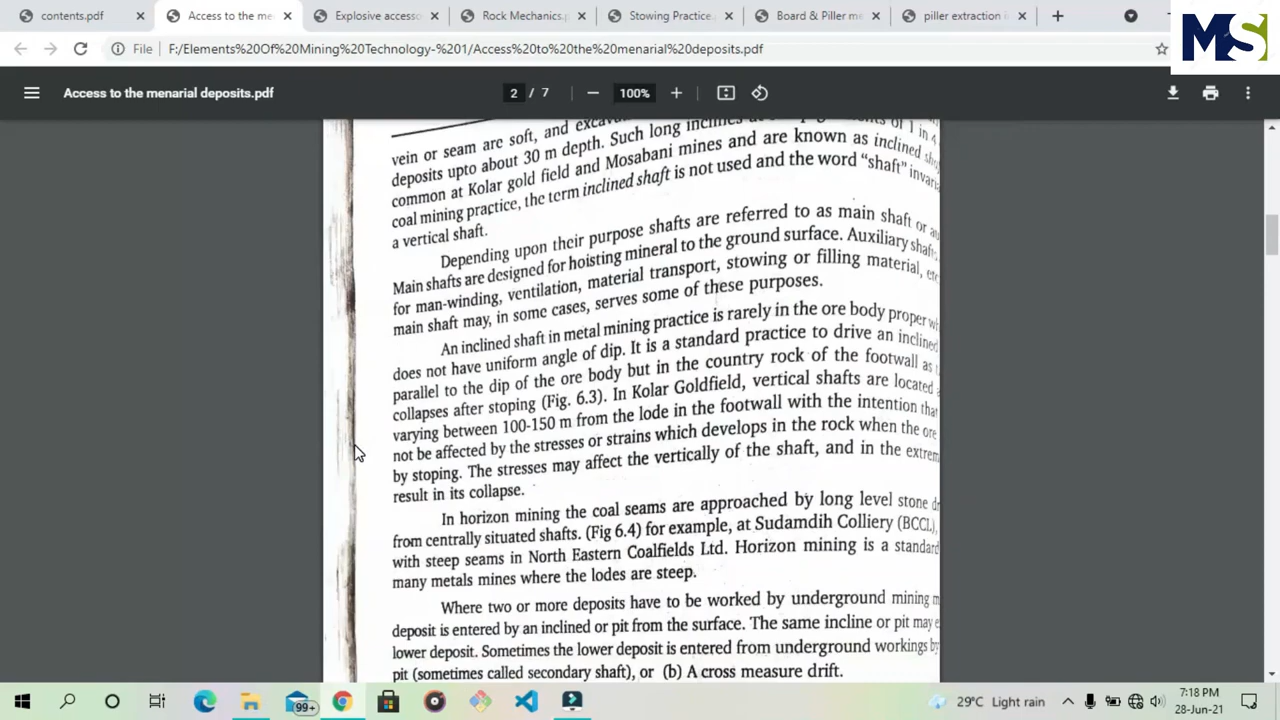 contents.pdf
Access to the me
Explosive accesso
Rock Mechanics.p
Stowing Practice.
Board & Piller me
piller extraction i
MS
File
F:/Elements%20Of%20Mining%20Technology-%201/Access%20to%20the%20menarial%20deposits.pdf
Access to the menarial deposits.pdf
2 / 7
100%
vein or seam are soft, and
deposits upto about 30 m depth. Such long of 1 in
common at Kolar gold field and Mosabani mines and are known as inclined
coal mining practice, the term inclined shaft is not used and the word "shaft"
a vertical shaft.
Depending upon their purpose shafts are referred to as main shaft or
Main shafts are designed for hoisting mineral to the ground surface. Auxiliary
for man-winding, ventilation, material transport, stowing or filling material,
main shaft may, in some cases, serves some of these purposes.
An inclined shaft in metal mining practice is rarely in the ore body proper
does not have uniform angle of dip. It is a standard practice to drive an inclined
parallel to the dip of the ore body but in the country rock of the footwall as
collapses after stoping (Fig. 6.3). In Kolar Goldfield, vertical shafts are located
varying between 100-150 m from the lode in the footwall with the intention that
not be affected by the stresses or strains which develops in the rock when the ore
by stoping. The stresses may affect the vertically of the shaft, and in the extrem
result in its collapse.
In horizon mining the coal seams are approached by long level stone
from centrally situated shafts. (Fig 6.4) for example, at Sudamdih Colliery (BCCL),
with steep seams in North Eastern Coalfields Ltd. Horizon mining is a standard
many metals mines where the lodes are steep.
Where two or more deposits have to be worked by underground mining
deposit is entered by an inclined or pit from the surface. The same incline or pit may
lower deposit. Sometimes the lower deposit is entered from underground workings
pit (sometimes called secondary shaft), or (b) A cross measure drift.
99+
29°C Light rain
7:18 PM
28-Jun-21